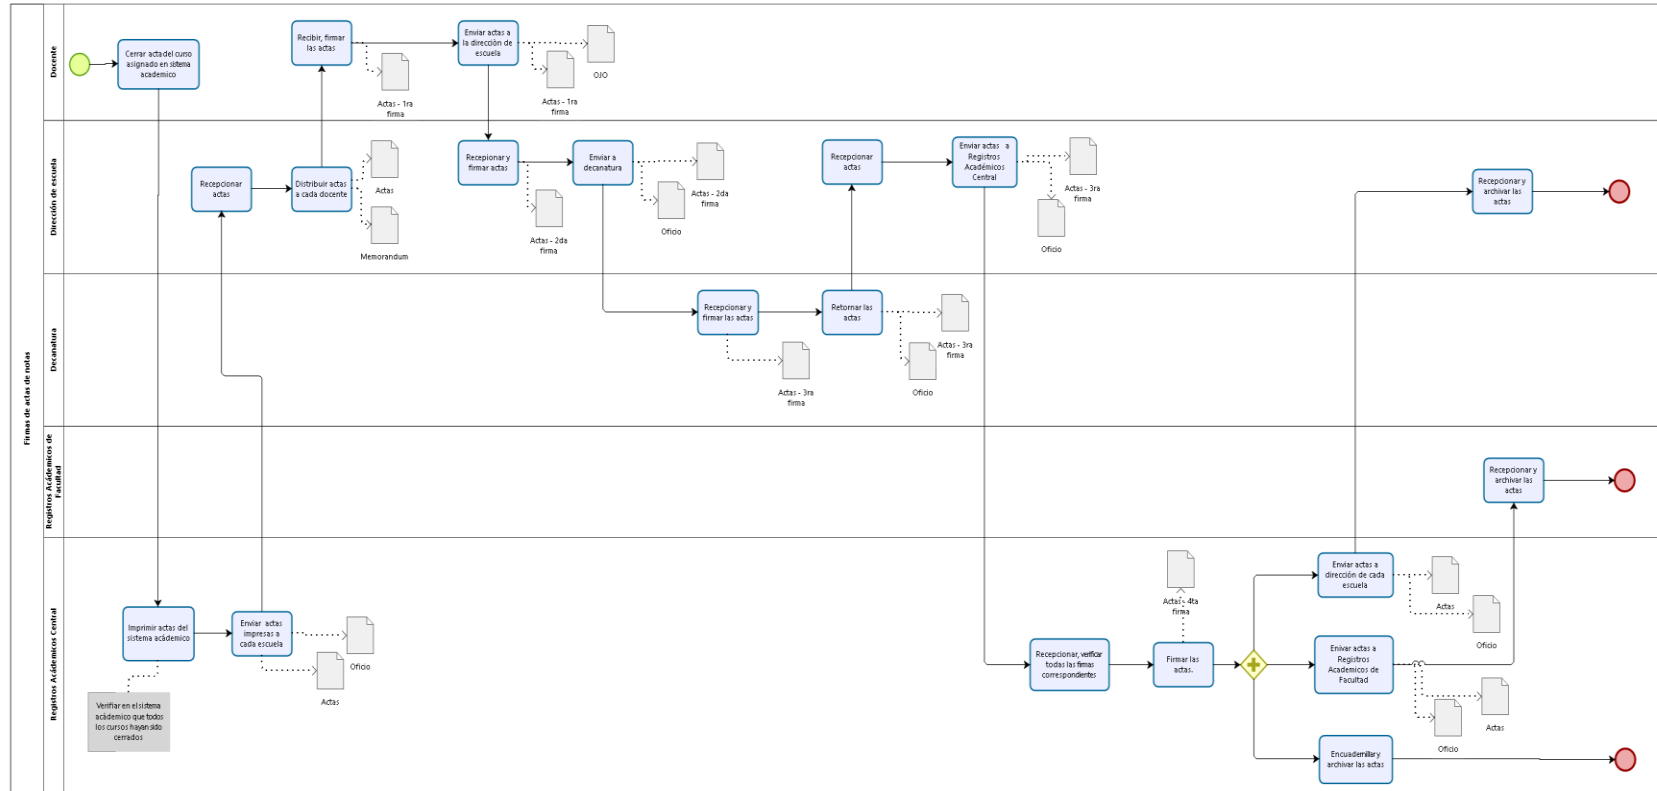 Firmas de actas de notas
Docente
Cerrar acta del curso
asignado en sistema
academico
Recibir, firmar
las actas
Actas - 1ra
firma
Enviar actas a
la dirección de
escuela
Actas - 1ra
firma
OJO
Dirección de escuela
Recepcionar
actas
Distribuir actas
a cada docente
Actas
Memorandum
Recepionar y
firmar actas
Actas - 2da
firma
Enviar a
decanatura
Actas - 2da
firma
Oficio
Recepcionar
actas
Enviar actas a
Registros
Académicos
Central
Actas - 3ra
firma
Oficio
Recepcionar y
archivar las
actas
Decanatura
Recepcionar y
firmar las actas
Actas - 3ra
firma
Retornar las
actas
Actas - 3ra
firma
Oficio
Registros Acádemicos de
Facultad
Recepcionar y
archivar las
actas
Registros Acádemicos Central
Imprimir actas del
sistema acádemico
Verifiar en el sistema
acádemico que todos
los cursos hayan sido
cerrados
Enviar actas
impresas a
cada escuela
Oficio
Actas
Recepcionar, verificar
todas las firmas
correspondientes
Firmar las
actas.
Actas - 4ta
firma
Enviar actas a
dirección de cada
escuela
Actas
Oficio
Enivar actas a
Registros
Academicos de
Facultad
Actas
Oficio
Encuadernillar y
archivar las actas